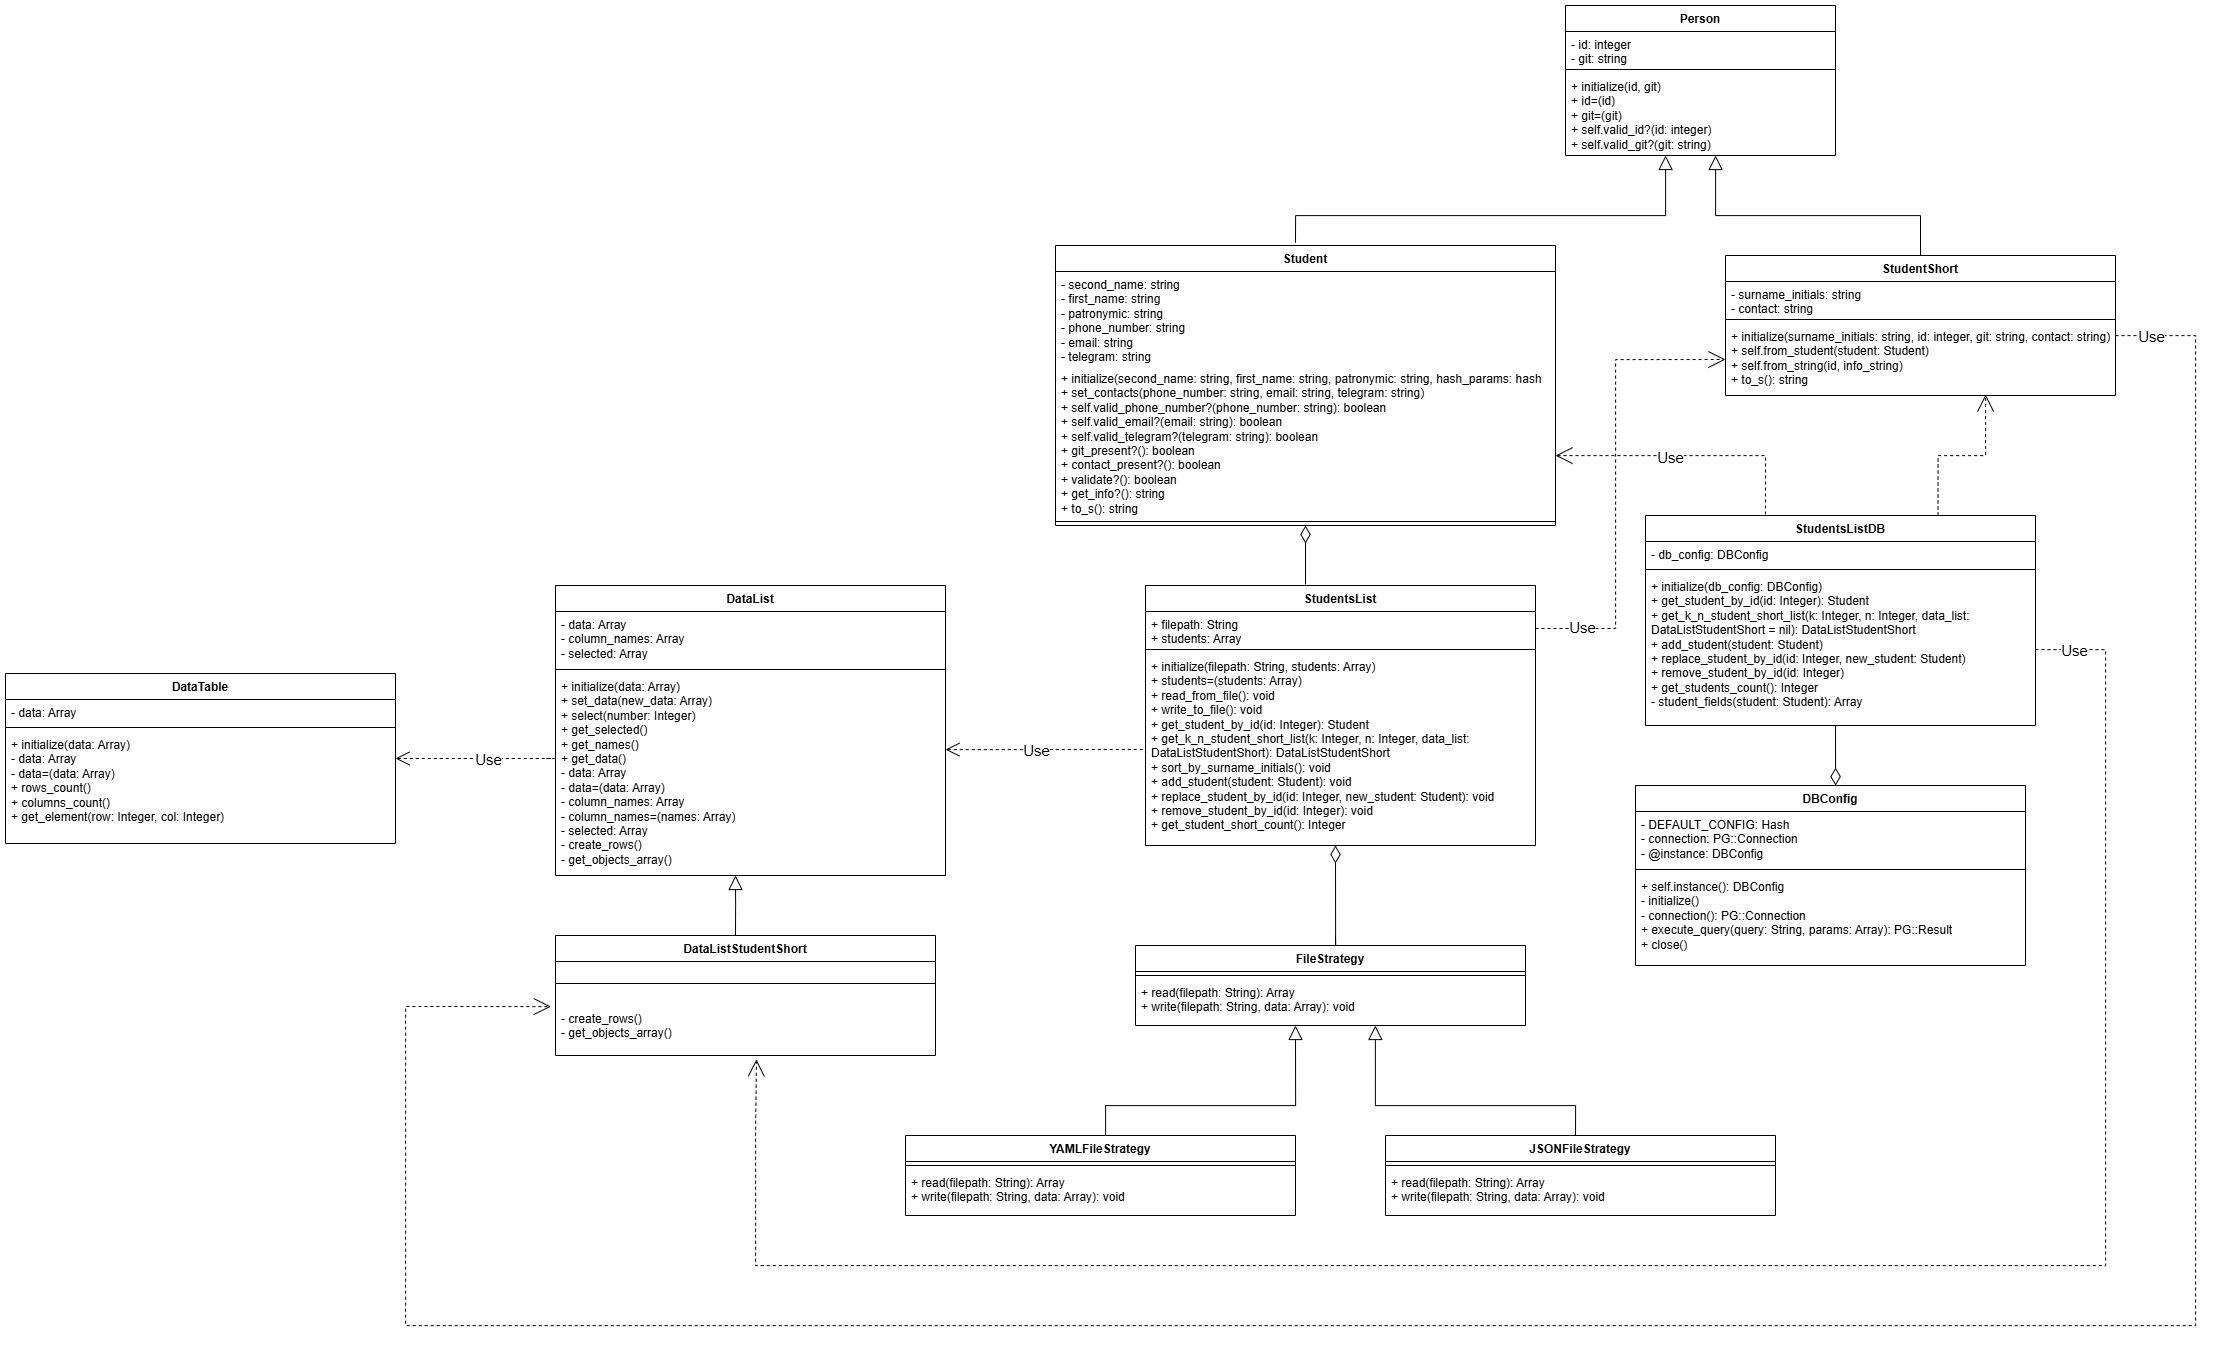 Person
- id: integer
- git: string
+ initialize(id, git)
+ id=(id)
+ git=(git)
+ self.valid_id?(id: integer)
+ self.valid_git?(git: string)
Student
- second_name: string
- first_name: string
- patronymic: string
- phone_number: string
- email: string
- telegram: string
+ initialize(second_name: string, first_name: string, patronymic: string, hash_params: hash
+ set_contacts(phone_number: string, email: string, telegram: string)
+ self.valid_phone_number?(phone_number: string): boolean
+ self.valid_email?(email: string): boolean
+ self.valid_telegram?(telegram: string): boolean
+ git_present?(): boolean
+ contact_present?(): boolean
+ validate?(): boolean
+ get_info?(): string
+ to_s(): string
StudentShort
- surname_initials: string
- contact: string
+ initialize(surname_initials: string, id: integer, git: string, contact: string)
+ self.from_student(student: Student)
+ self.from_string(id, info_string)
+ to_s(): string
Use
Use
StudentsListDB
- db_config: DBConfig
+ initialize(db_config: DBConfig)
+ get_student_by_id(id: Integer): Student
+ get_k_n_student_short_list(k: Integer, n: Integer, data_list:
DataListStudentShort = nil): DataListStudentShort
+ add_student(student: Student)
+ replace_student_by_id(id: Integer, new_student: Student)
+ remove_student_by_id(id: Integer)
+ get_students_count(): Integer
- student_fields(student: Student): Array
Use
DataList
- data: Array
- column_names: Array
- selected: Array
+ initialize(data: Array)
+ set_data(new_data: Array)
+ select(number: Integer)
+ get_selected()
+ get_names()
+ get_data()
- data: Array
- data=(data: Array)
- column_names: Array
- column_names=(names: Array)
- selected: Array
- create_rows()
- get_objects_array()
StudentsList
+ filepath: String
+ students: Array
+ initialize(filepath: String, students: Array)
+ students=(students: Array)
+ read_from_file(): void
+ write_to_file(): void
+ get_student_by_id(id: Integer): Student
+ get_k_n_student_short_list(k: Integer, n: Integer, data_list:
DataListStudentShort): DataListStudentShort
+ sort_by_surname_initials(): void
+ add_student(student: Student): void
+ replace_student_by_id(id: Integer, new_student: Student): void
+ remove_student_by_id(id: Integer): void
+ get_student_short_count(): Integer
Use
Use
DataTable
- data: Array
+ initialize(data: Array)
- data: Array
- data=(data: Array)
+ rows_count()
+ columns_count()
+ get_element(row: Integer, col: Integer)
Use
DBConfig
- DEFAULT_CONFIG: Hash
- connection: PG::Connection
- @instance: DBConfig
+ self.instance(): DBConfig
- initialize()
- connection(): PG::Connection
+ execute_query(query: String, params: Array): PG::Result
+ close()
DataListStudentShort
- create_rows()
- get_objects_array()
FileStrategy
+ read(filepath: String): Array
+ write(filepath: String, data: Array): void
YAMLFileStrategy
+ read(filepath: String): Array
+ write(filepath: String, data: Array): void
JSONFileStrategy
+ read(filepath: String): Array
+ write(filepath: String, data: Array): void